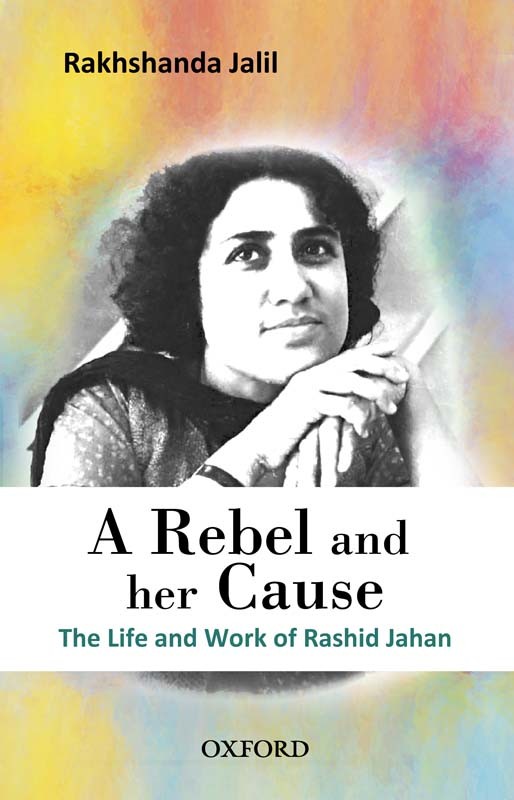 Rakhshanda Jalil
A Rebel and
her Cause
The Life and Work of Rashid Jahan
OXFORD